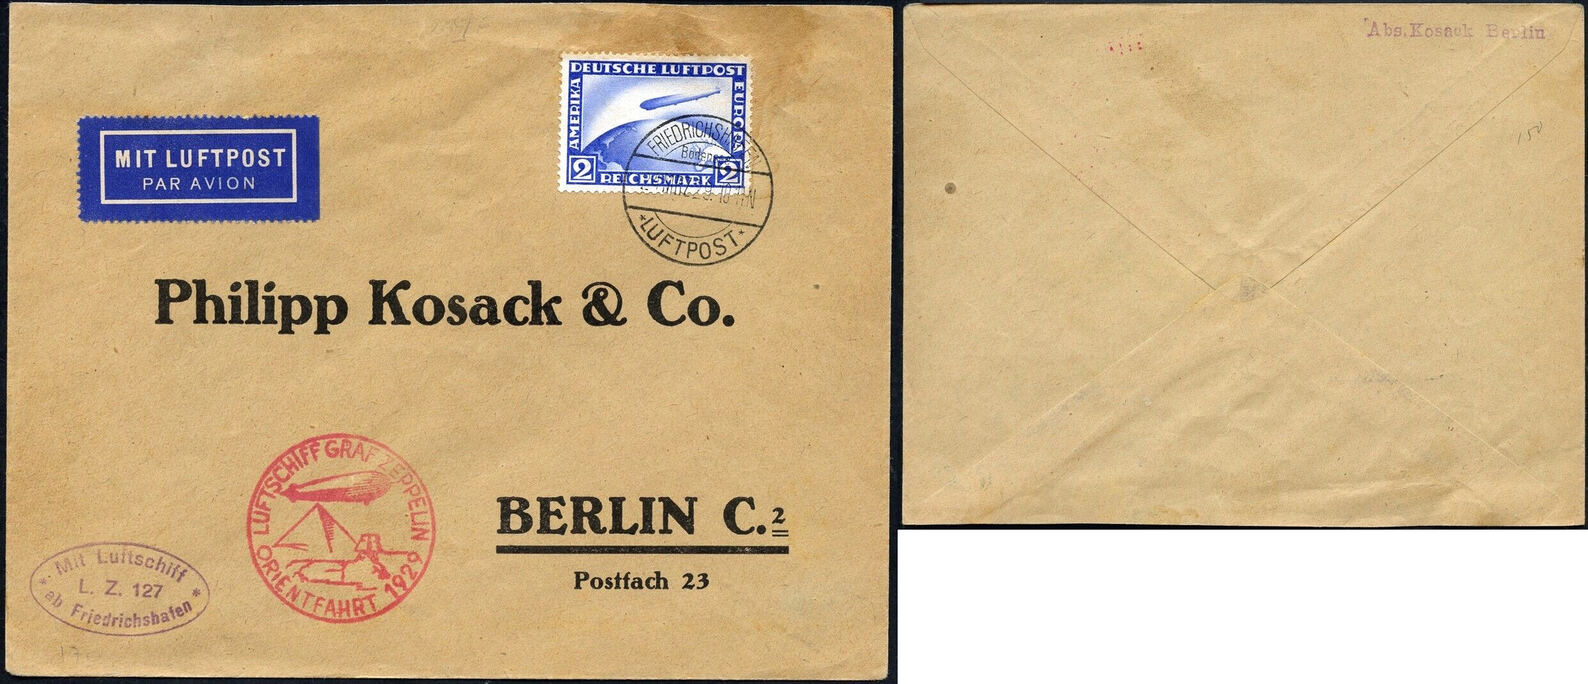 DEUTSCHE LUFTPOST
AMERIKA
EUROPA
2 REICHSMARK 2
FRIEDRICHSHAFEN
*LUFTPOST*
MIT LUFTPOST
PAR AVION
Philipp Kosack & Co.
LUFTSCHIFF GRAF ZEPPELIN
ORIENTFAHRT 1929
BERLIN C.2
Postfach 23
* Mit Luftschiff *
L. Z. 127
ab Friedrichshafen
Abs. Kosack Berlin
150